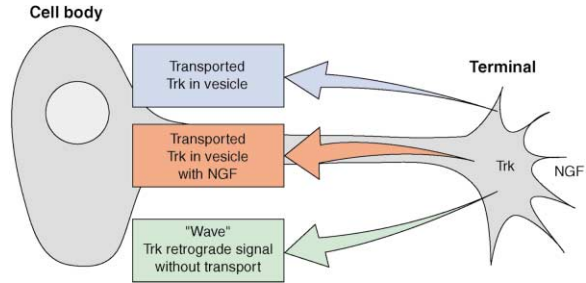 Cell body
Transported
Trk in vesicle
Terminal
Transported
Trk in vesicle
with NGF
Trk
NGF
"Wave"
Trk retrograde signal
without transport